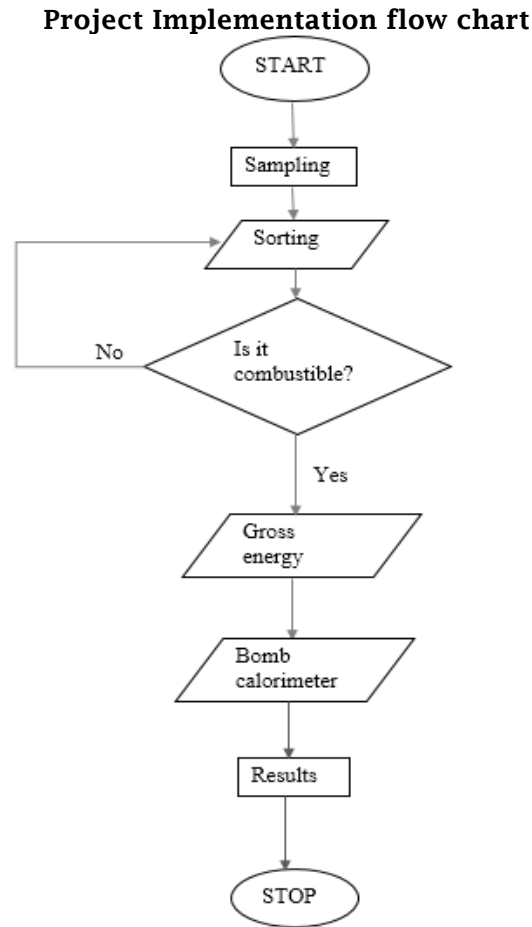 Project Implementation flow chart
START
Sampling
Sorting
No
Is it
combustible?
Yes
Gross
energy
Bomb
calorimeter
Results
STOP